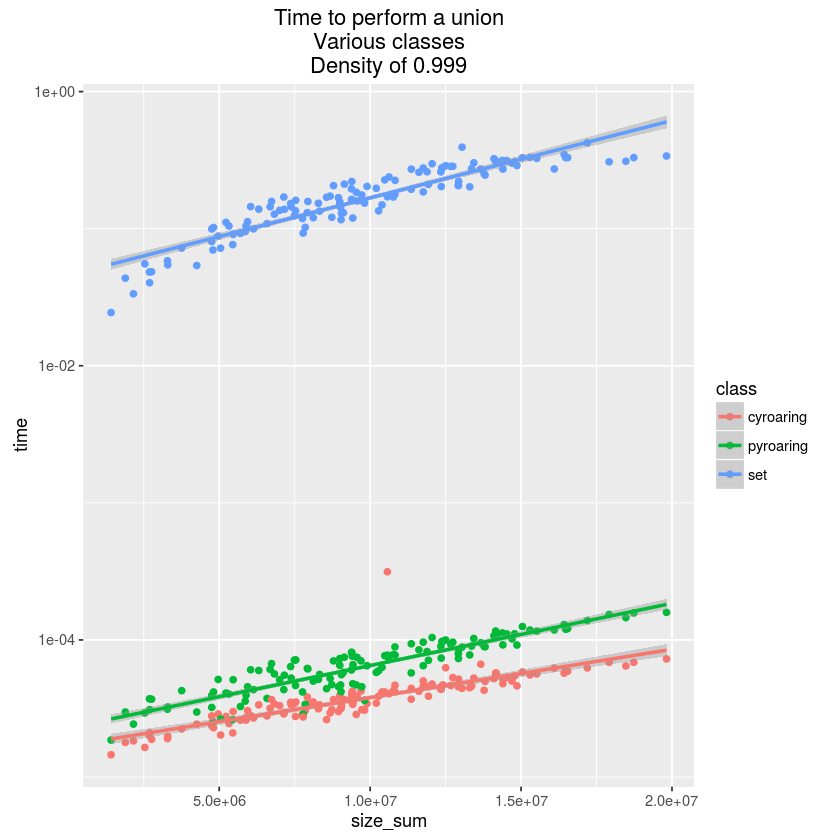 Time to perform a union
Various classes
Density of 0.999
1e+00
1e-02
1e-04
time
5.0e+06 1.0e+07 1.5e+07 2.0e+07
size_sum
class
cyroaring
pyroaring
set